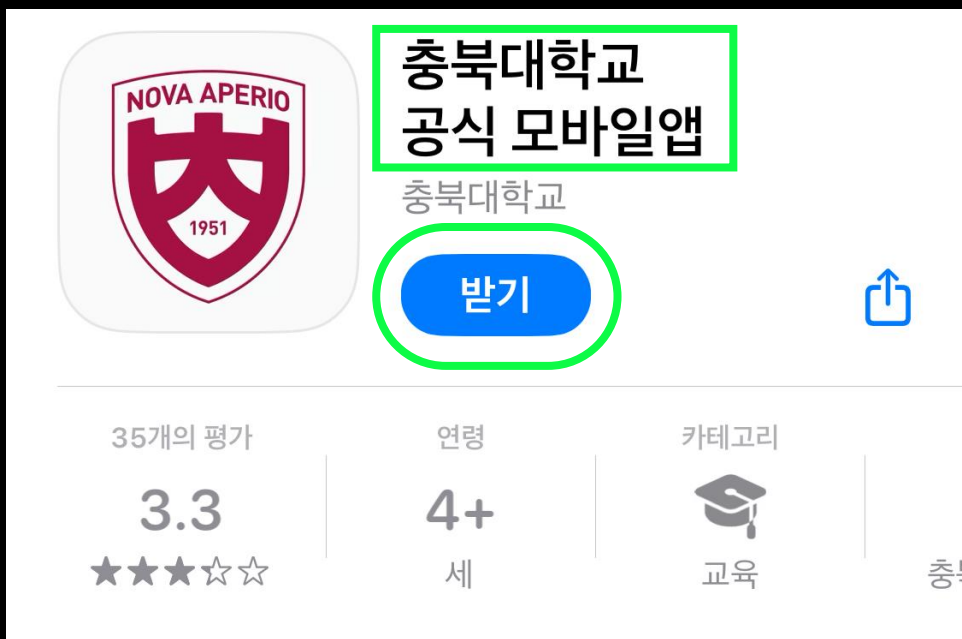 NOVA APERIO
1951
충북대학교
공식 모바일앱
충북대학교
받기
35개의 평가
연령
카테고리
3.3
4+
세
교육